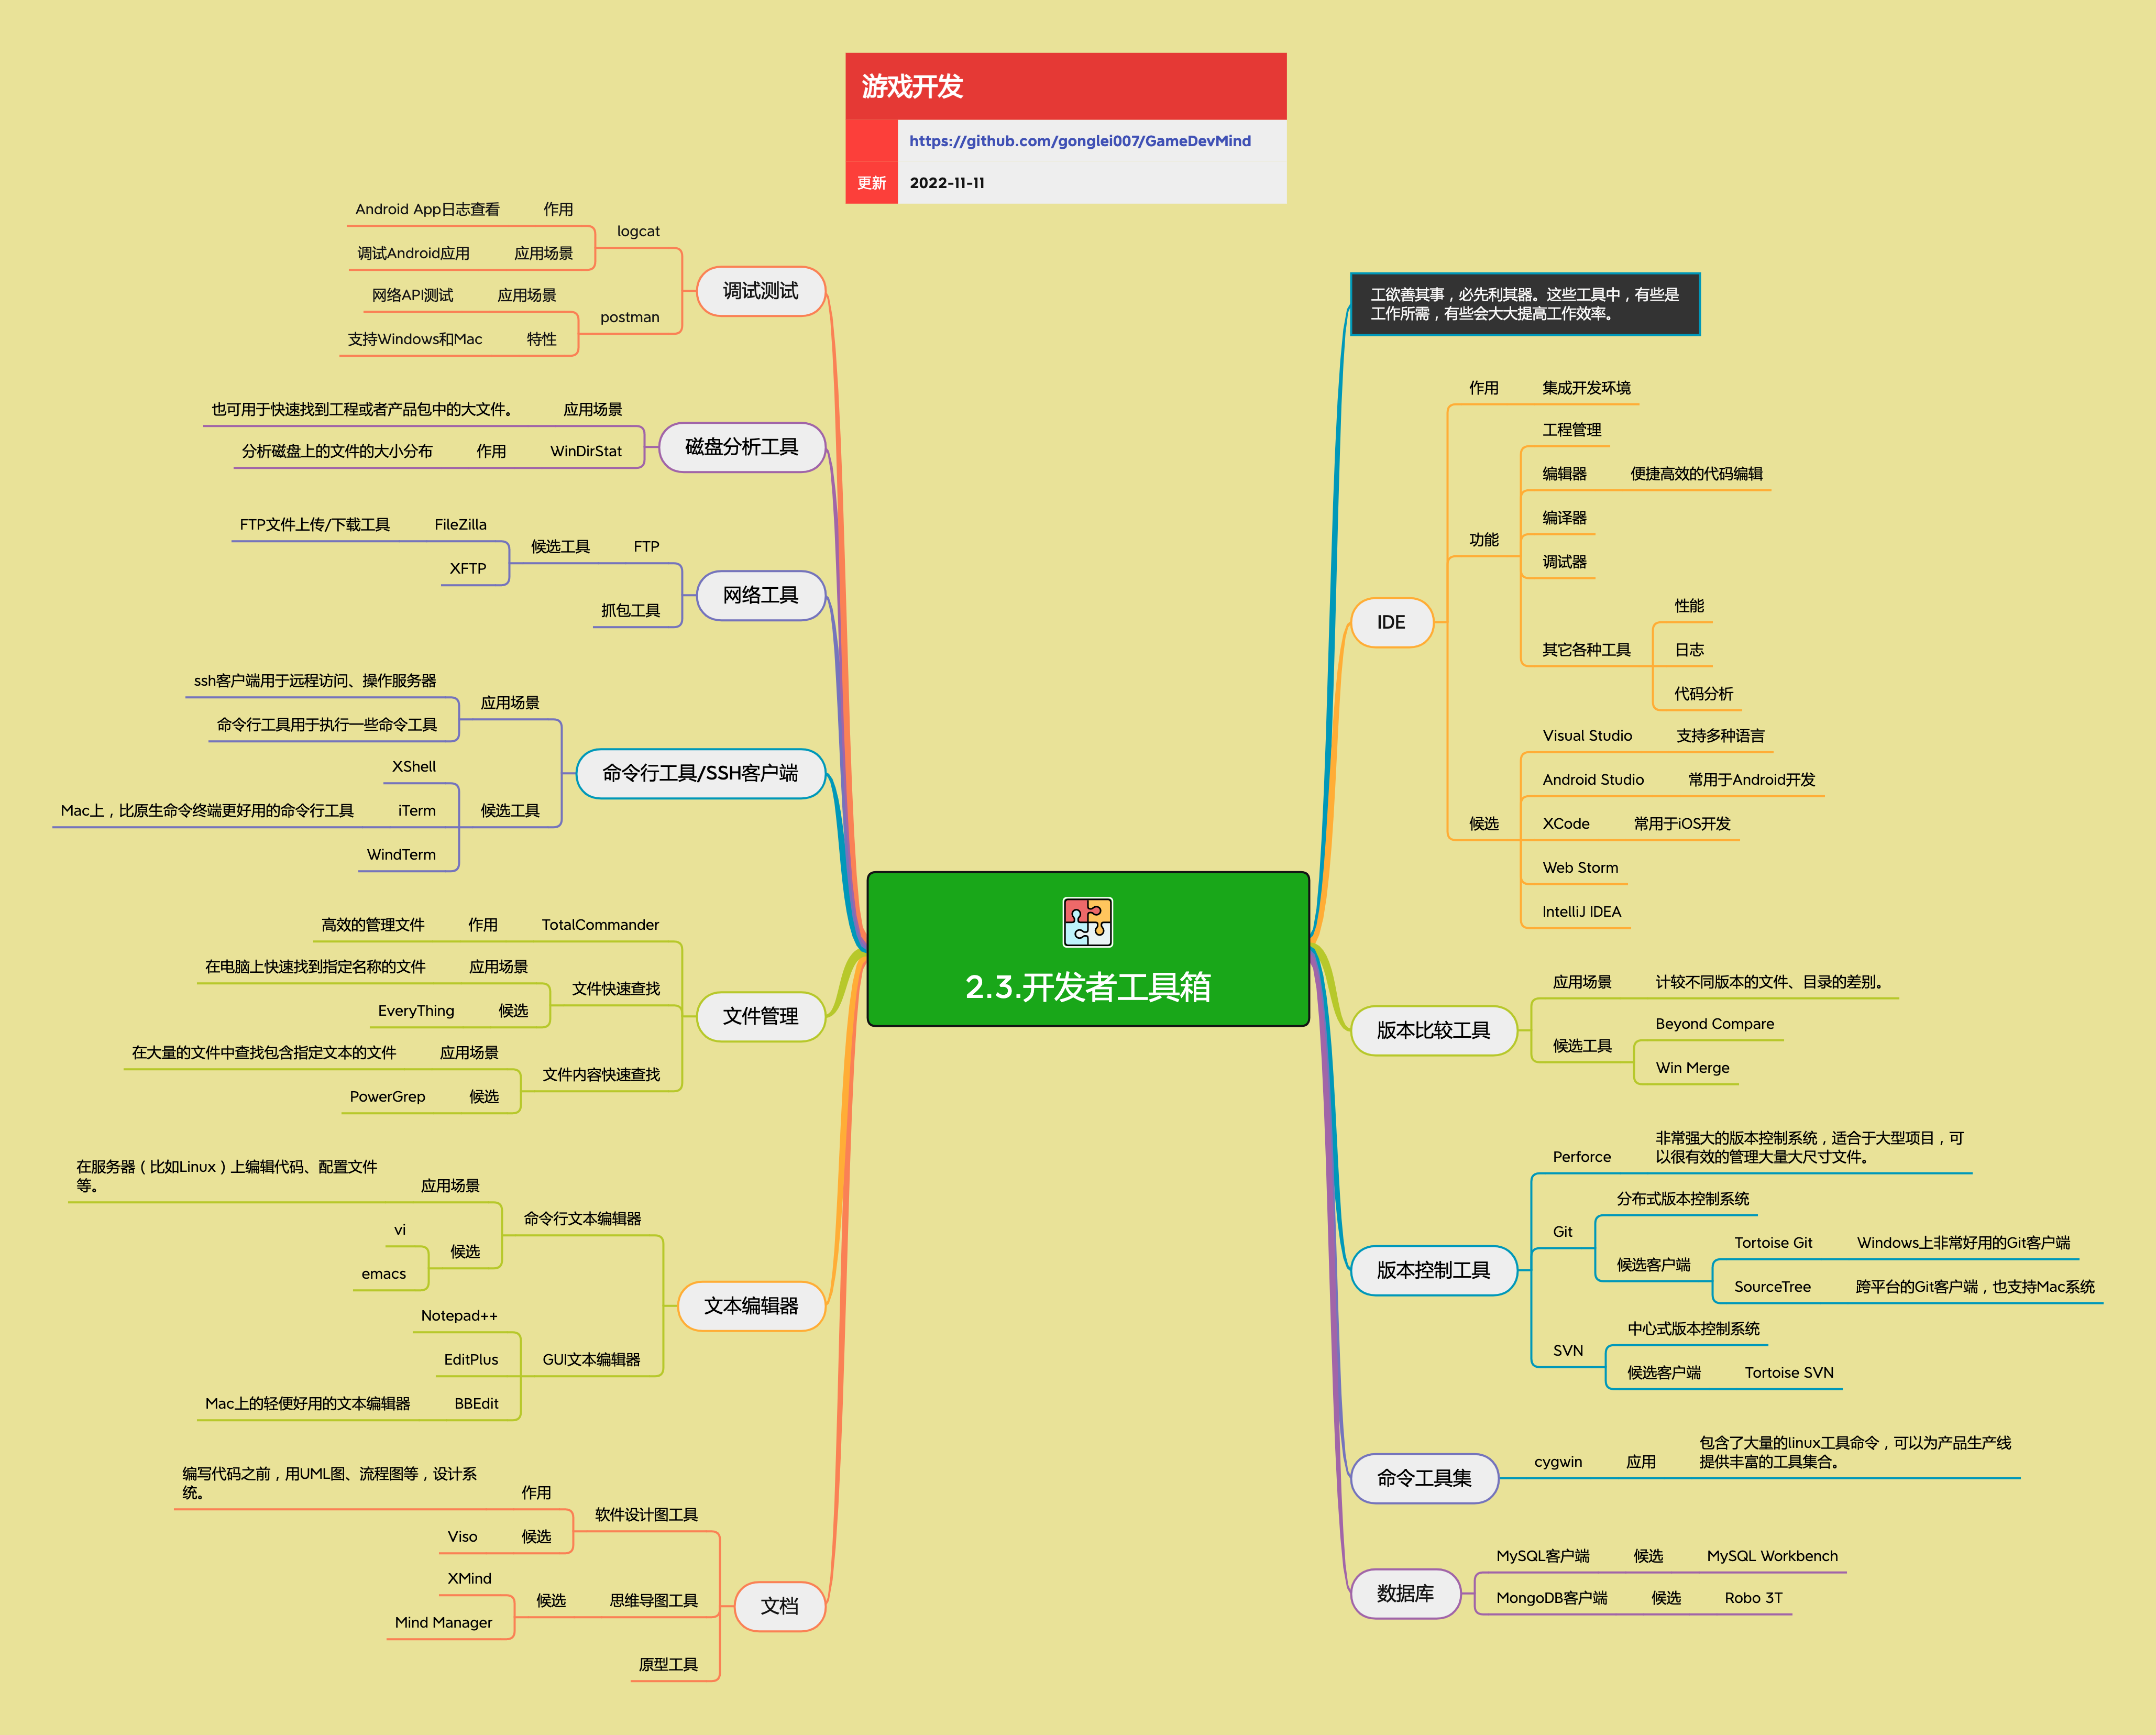 游戏开发
https://github.com/gonglei007/GameDevMind
更新
2022-11-11
2.3.开发者工具箱
工欲善其事，必先利其器。这些工具中，有些是
工作所需，有些会大大提高工作效率。
IDE
作用
集成开发环境
功能
工程管理
编辑器
便捷高效的代码编辑
编译器
调试器
其它各种工具
性能
日志
代码分析
候选
Visual Studio
支持多种语言
Android Studio
常用于Android开发
XCode
常用于iOS开发
Web Storm
IntelliJ IDEA
版本比较工具
应用场景
计较不同版本的文件、目录的差别。
候选工具
Beyond Compare
Win Merge
版本控制工具
Perforce
非常强大的版本控制系统，适合于大型项目，可
以很有效的管理大量大尺寸文件。
Git
分布式版本控制系统
候选客户端
Tortoise Git
Windows上非常好用的Git客户端
SourceTree
跨平台的Git客户端，也支持Mac系统
SVN
中心式版本控制系统
候选客户端
Tortoise SVN
命令工具集
cygwin
应用
包含了大量的linux工具命令，可以为产品生产线
提供丰富的工具集合。
数据库
MySQL客户端
候选
MySQL Workbench
MongoDB客户端
候选
Robo 3T
调试测试
logcat
作用
Android App日志查看
应用场景
调试Android应用
postman
应用场景
网络API测试
特性
支持Windows和Mac
磁盘分析工具
应用场景
也可用于快速找到工程或者产品包中的大文件。
WinDirStat
作用
分析磁盘上的文件的大小分布
网络工具
FTP
候选工具
FileZilla
FTP文件上传/下载工具
XFTP
抓包工具
命令行工具/SSH客户端
应用场景
ssh客户端用于远程访问、操作服务器
命令行工具用于执行一些命令工具
候选工具
XShell
iTerm
Mac上，比原生命令终端更好用的命令行工具
WindTerm
文件管理
TotalCommander
作用
高效的管理文件
文件快速查找
应用场景
在电脑上快速找到指定名称的文件
候选
EveryThing
文件内容快速查找
应用场景
在大量的文件中查找包含指定文本的文件
候选
PowerGrep
文本编辑器
命令行文本编辑器
应用场景
在服务器（比如Linux）上编辑代码、配置文件
等。
候选
vi
emacs
GUI文本编辑器
Notepad++
EditPlus
BBEdit
Mac上的轻便好用的文本编辑器
文档
软件设计图工具
作用
编写代码之前，用UML图、流程图等，设计系
统。
候选
Viso
思维导图工具
候选
XMind
Mind Manager
原型工具